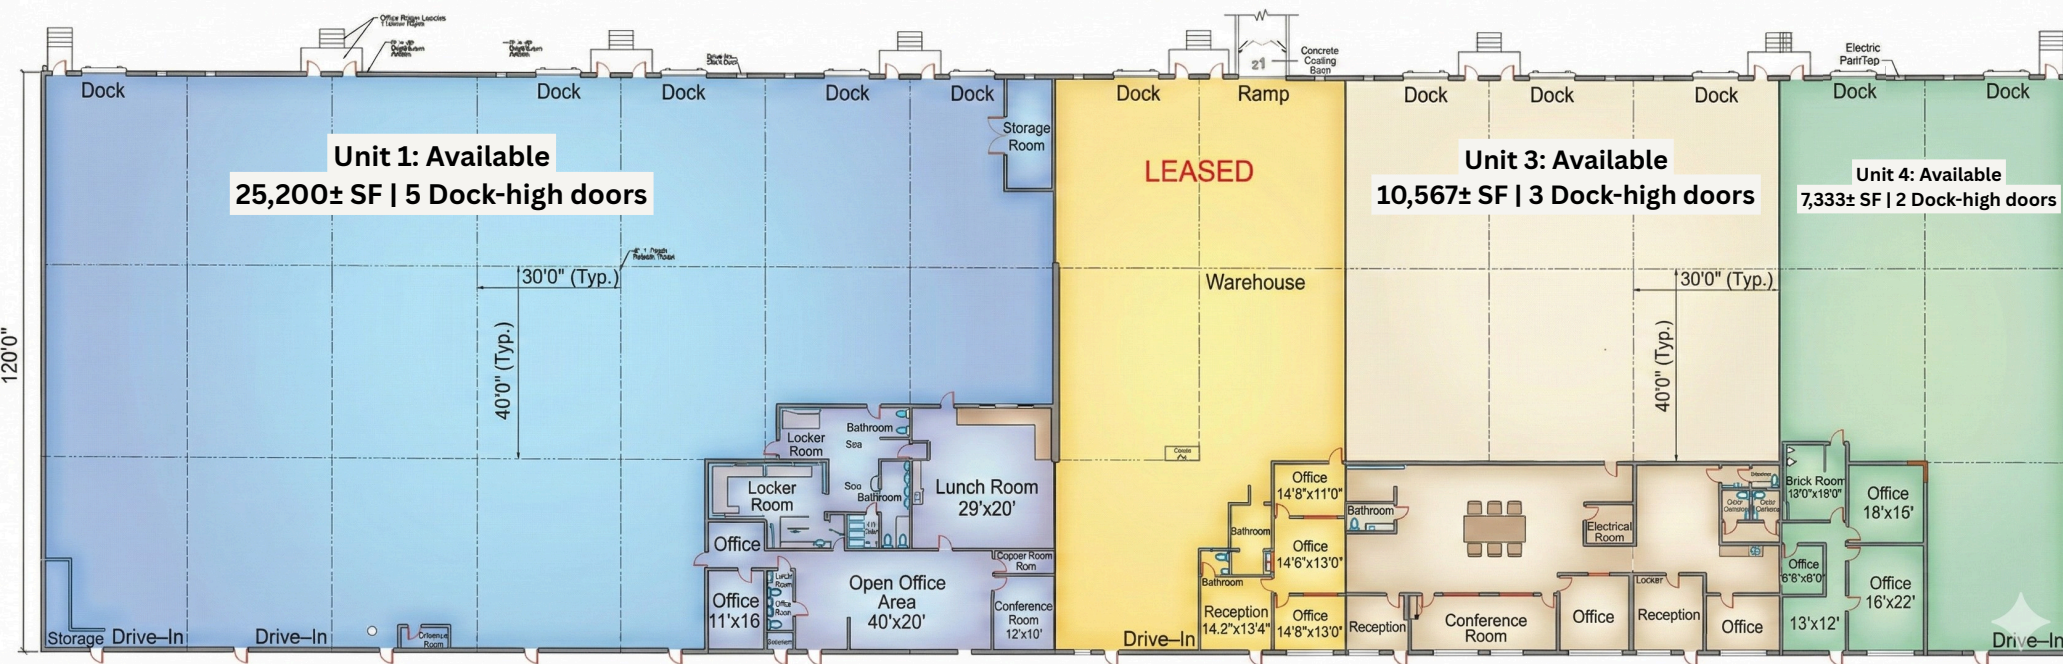 Concrete
Coating
Electric
Dock
Dock
Dock
Dock
Dock
Dock
Ramp
Dock
Dock
Dock
Dock
Dock
21
Storage
Room
Unit 1: Available
25,200± SF | 5 Dock-high doors
LEASED
Unit 3: Available
10,567± SF | 3 Dock-high doors
Unit 4: Available
7,333± SF | 2 Dock-high doors
30'0" (Typ.)
40'0" (Typ.)
120'0"
Warehouse
30'0" (Typ.)
40'0" (Typ.)
Locker
Room
Bathroom
Locker
Room
Bathroom
Lunch Room
29'x20'
Office
Office
11'x16
Open Office
Area
40'x20'
Room
Conference
Room
12'x10'
Storage
Drive–In
Drive–In
Room
Office
14'8"x11'0"
Bathroom
Office
14'6"x13'0"
Bathroom
Reception
14.2"x13'4"
Office
14'8"x13'0"
Drive–In
Bathroom
Electrical
Room
Reception
Conference
Room
Office
Locker
Reception
Office
Brick Room
13'0"x18'0"
Office
18'x16'
Office
6'8'x8'0'
Office
16'x22'
13'x12'
Drive–In